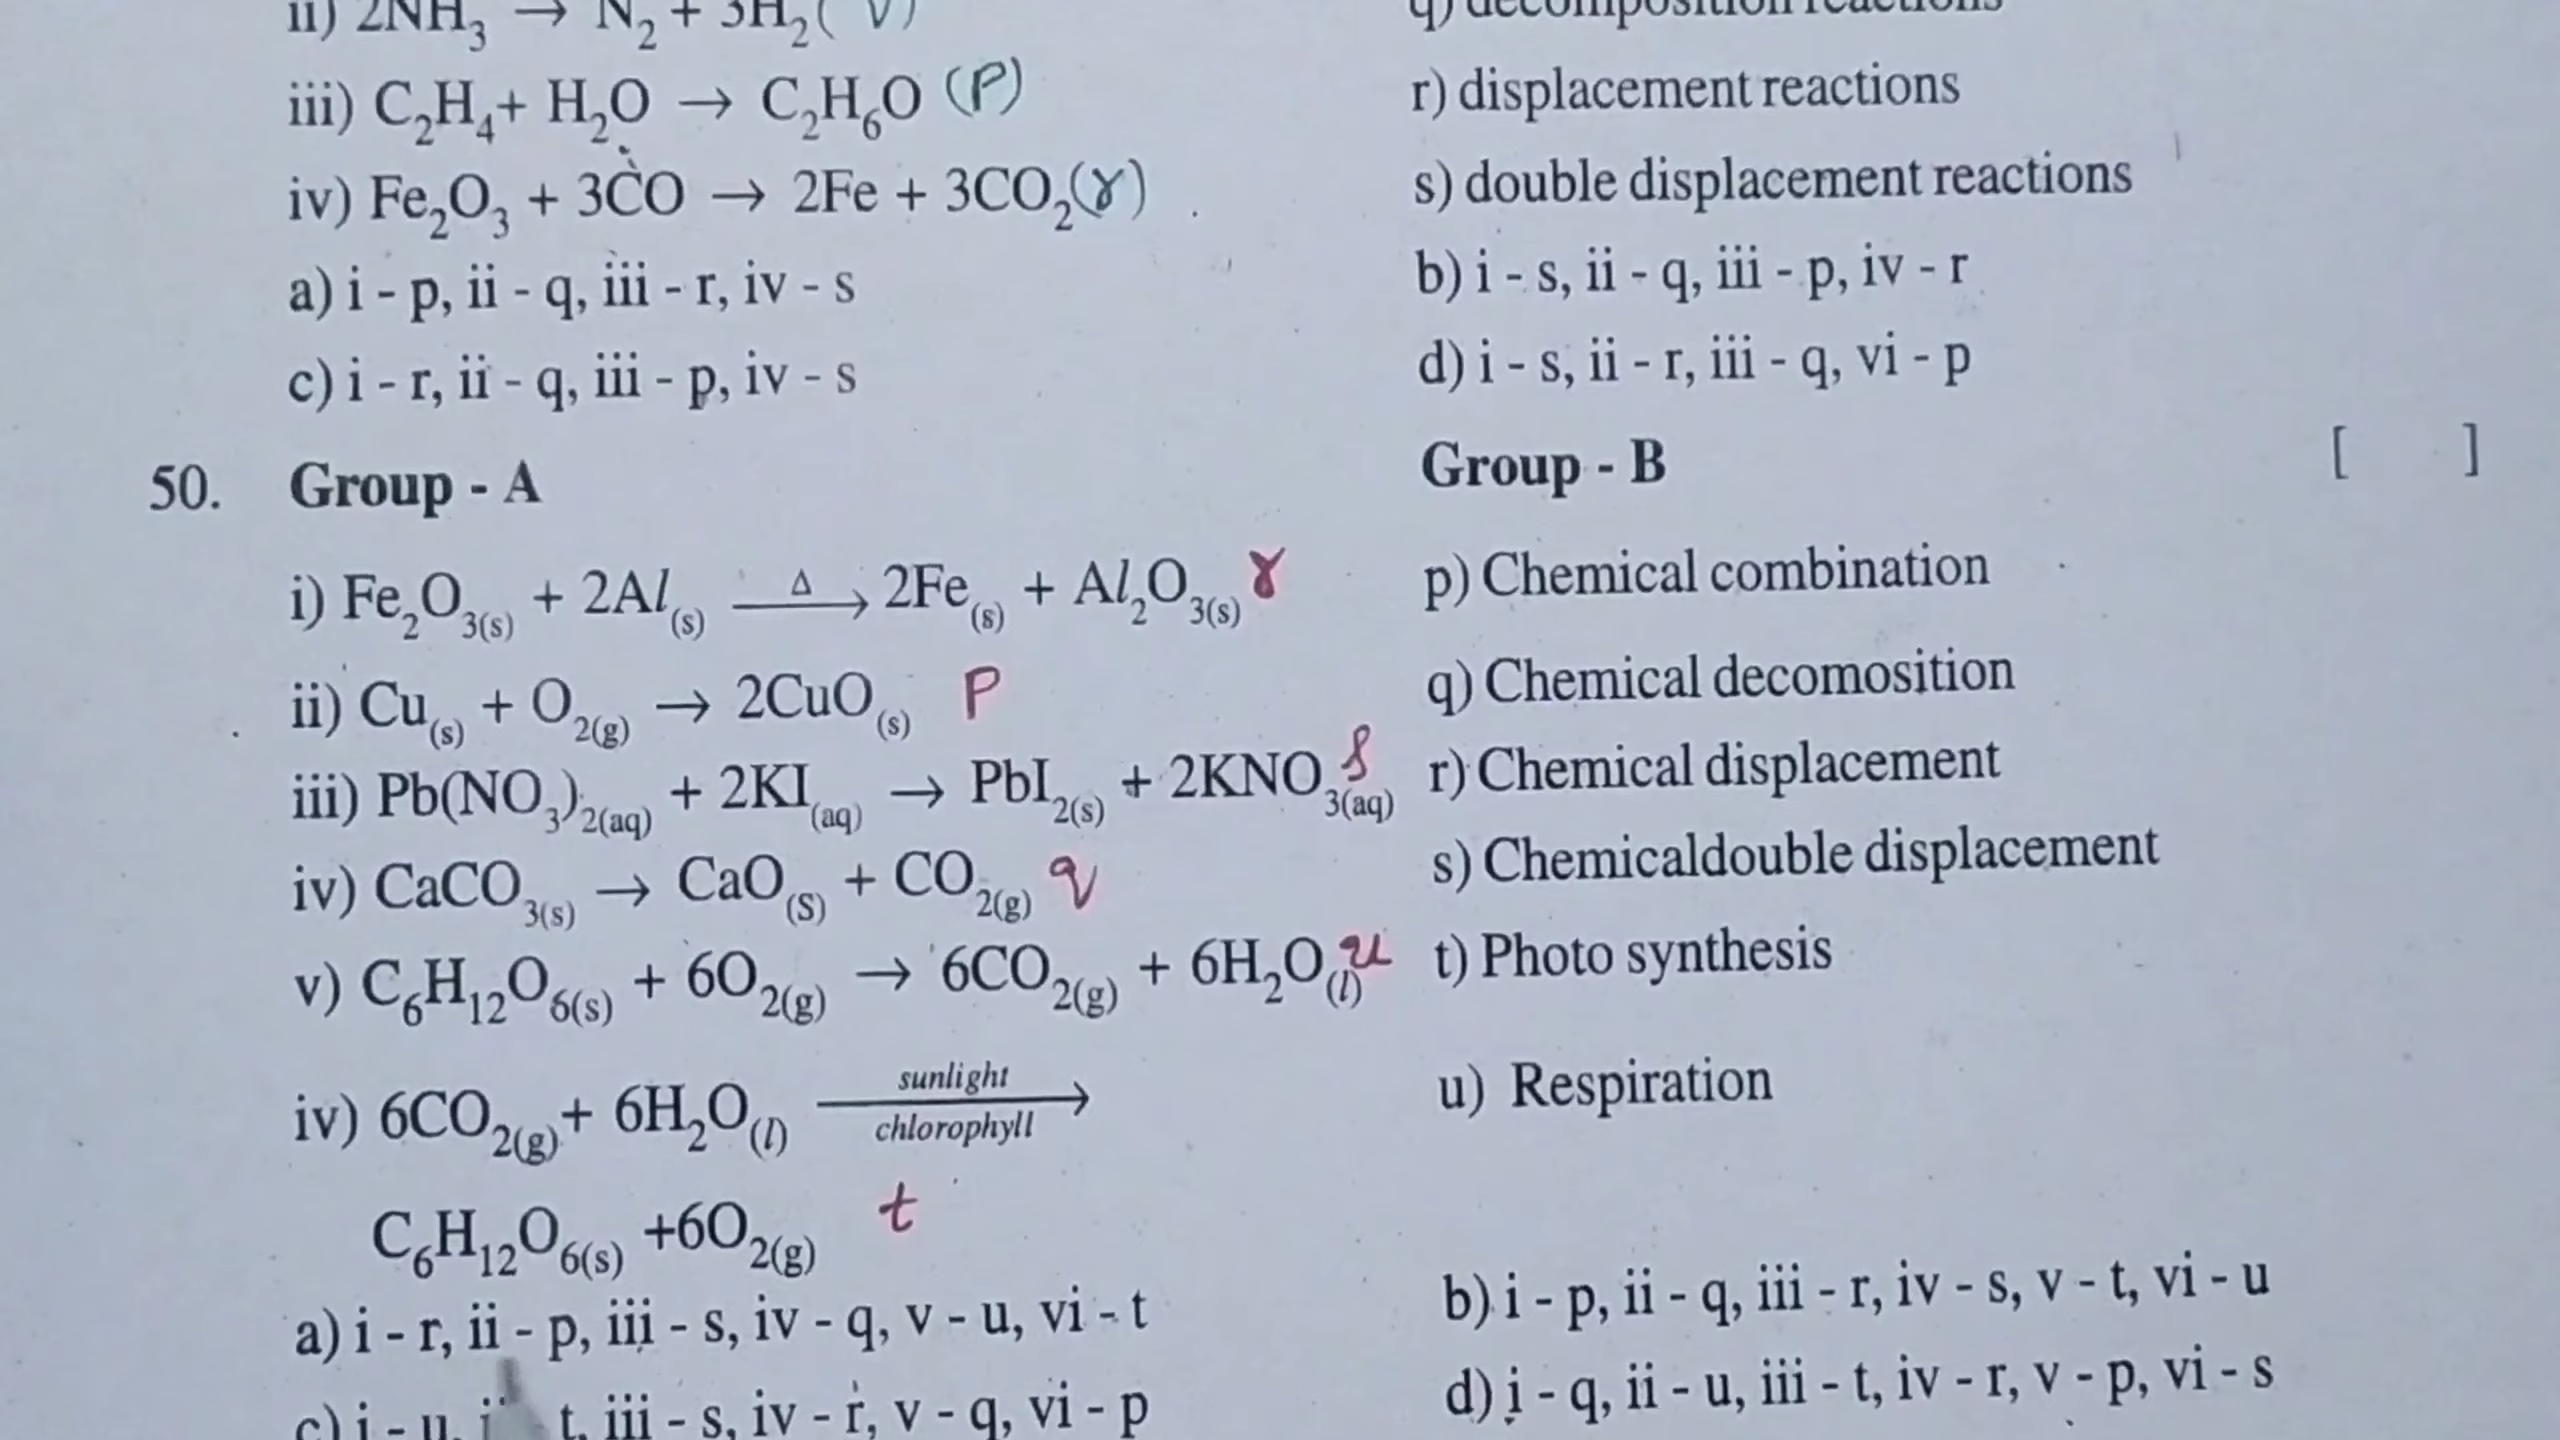 ii) 2NH₃ → N₂ + 3H₂( q) q) decomposition reactions
iii) C₂H₄+ H₂O → C₂H₆O (P) r) displacement reactions
iv) Fe₂O₃ + 3CO → 2Fe + 3CO₂(r) s) double displacement reactions
a) i - p, ii - q, iii - r, iv - s b) i - s, ii - q, iii - p, iv - r
c) i - r, ii - q, iii - p, iv - s d) i - s, ii - r, iii - q, vi - p
50. Group - A Group - B [ ]
i) Fe₂O₃(s) + 2Al(s) —Δ→ 2Fe(s) + Al₂O₃(s) r p) Chemical combination
ii) Cu(s) + O₂(g) → 2CuO(s) P q) Chemical decomosition
iii) Pb(NO₃)₂(aq) + 2KI(aq) → PbI₂(s) + 2KNO₃(aq) s r) Chemical displacement
iv) CaCO₃(s) → CaO(S) + CO₂(g) q s) Chemicaldouble displacement
v) C₆H₁₂O₆(s) + 6O₂(g) → 6CO₂(g) + 6H₂O(l) u t) Photo synthesis
iv) 6CO₂(g)+ 6H₂O(l) sunlight → chlorophyll u) Respiration
C₆H₁₂O₆(s) +6O₂(g) t
a) i - r, ii - p, iii - s, iv - q, v - u, vi - t b) i - p, ii - q, iii - r, iv - s, v - t, vi - u
c) i - u, t, iii - s, iv - r, v - q, vi - p d) i - q, ii - u, iii - t, iv - r, v - p, vi - s